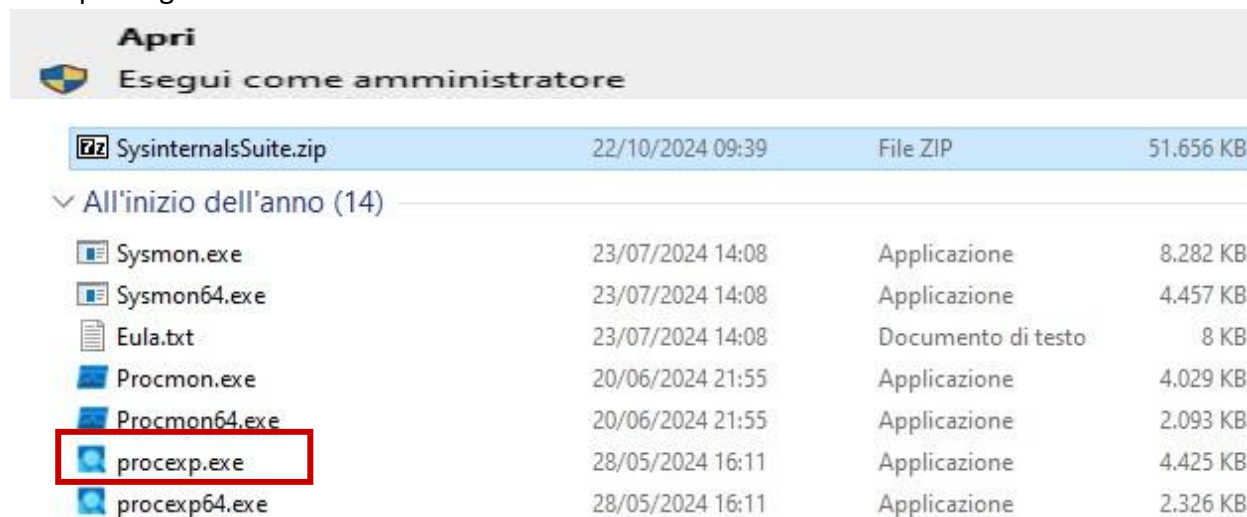 Apri
Esegui come amministratore
SysinternalsSuite.zip 22/10/2024 09:39 File ZIP 51.656 KB
All'inizio dell'anno (14)
Sysmon.exe 23/07/2024 14:08 Applicazione 8.282 KB
Sysmon64.exe 23/07/2024 14:08 Applicazione 4.457 KB
Eula.txt 23/07/2024 14:08 Documento di testo 8 KB
Procmon.exe 20/06/2024 21:55 Applicazione 4.029 KB
Procmon64.exe 20/06/2024 21:55 Applicazione 2.093 KB
procexp.exe 28/05/2024 16:11 Applicazione 4.425 KB
procexp64.exe 28/05/2024 16:11 Applicazione 2.326 KB